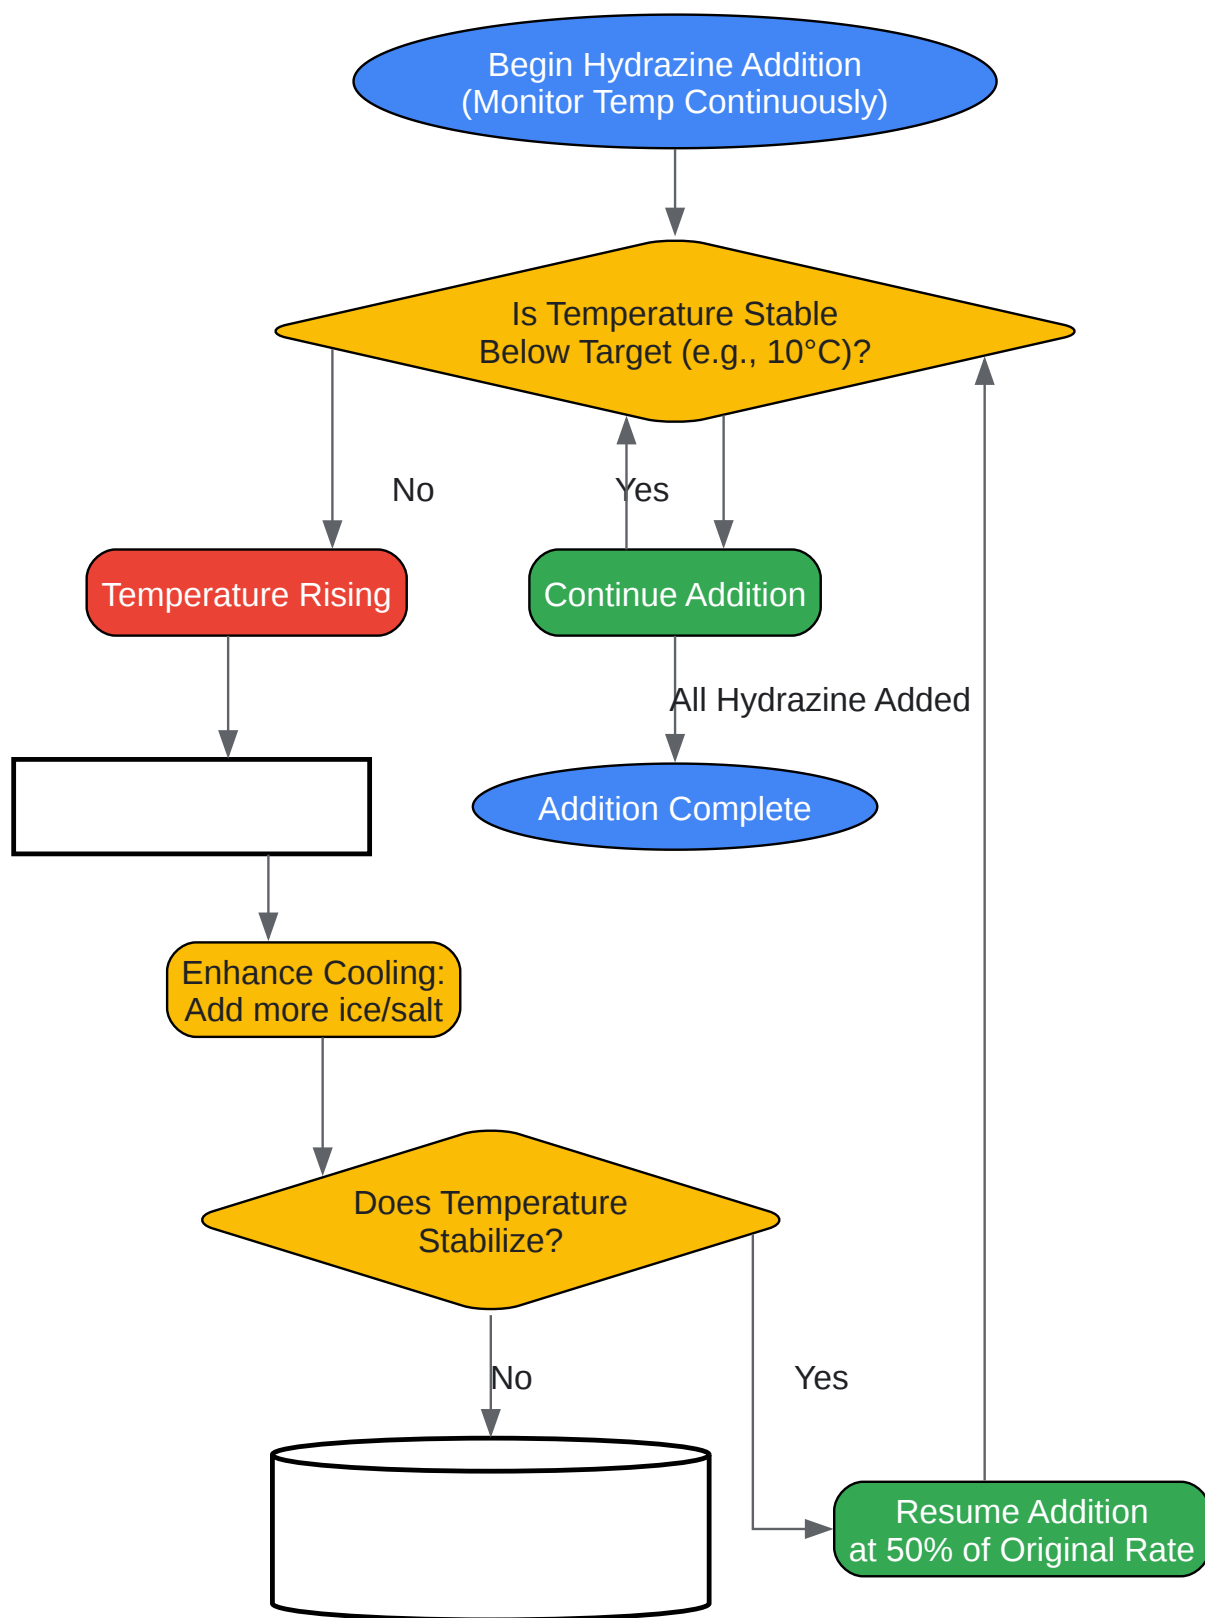 Begin Hydrazine Addition
(Monitor Temp Continuously)
Is Temperature Stable
Below Target (e.g., 10°C)?
No
Yes
Temperature Rising
Continue Addition
All Hydrazine Added
Addition Complete
Enhance Cooling:
Add more ice/salt
Does Temperature
Stabilize?
No
Yes
Resume Addition
at 50% of Original Rate